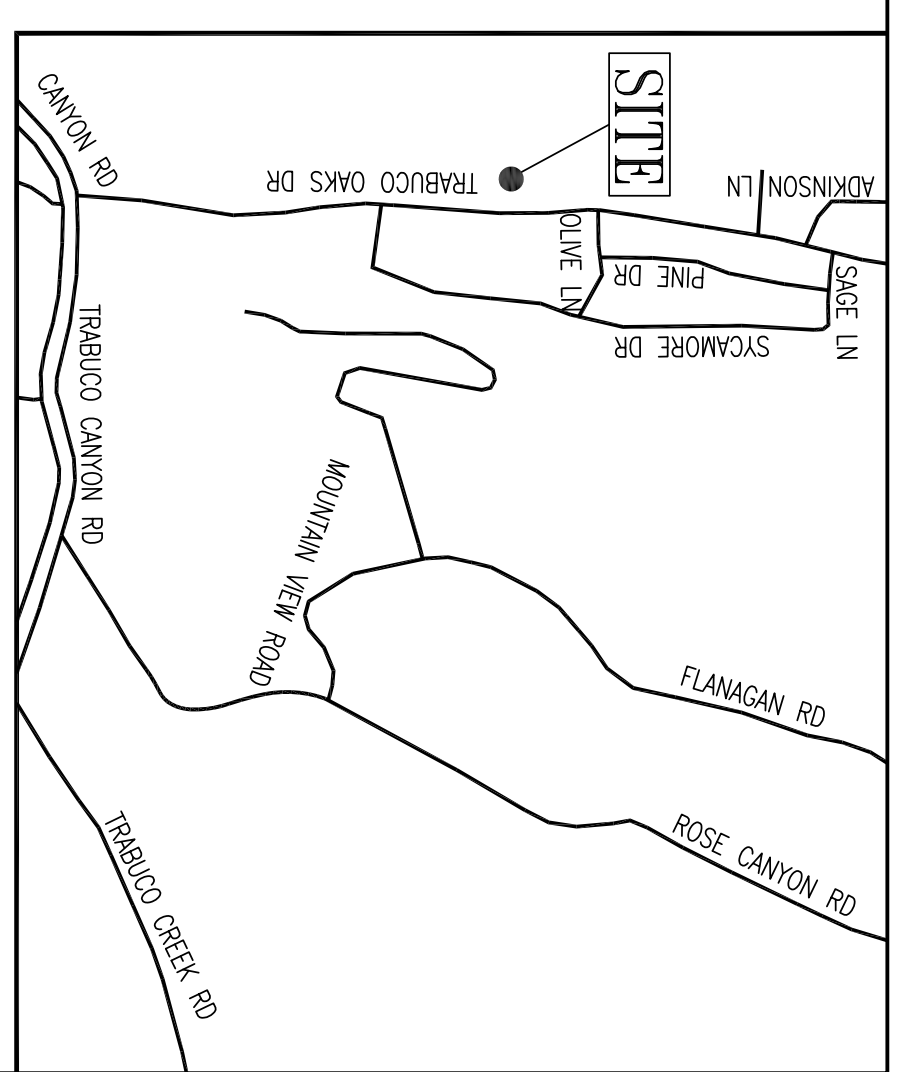 SITE
CANYON RD
TRABUCO OAKS DR
ADKINSON LN
OLIVE LN
PINE DR
SAGE LN
SYCAMORE DR
TRABUCO CANYON RD
MOUNTAIN VIEW ROAD
FLANAGAN RD
ROSE CANYON RD
TRABUCO CREEK RD